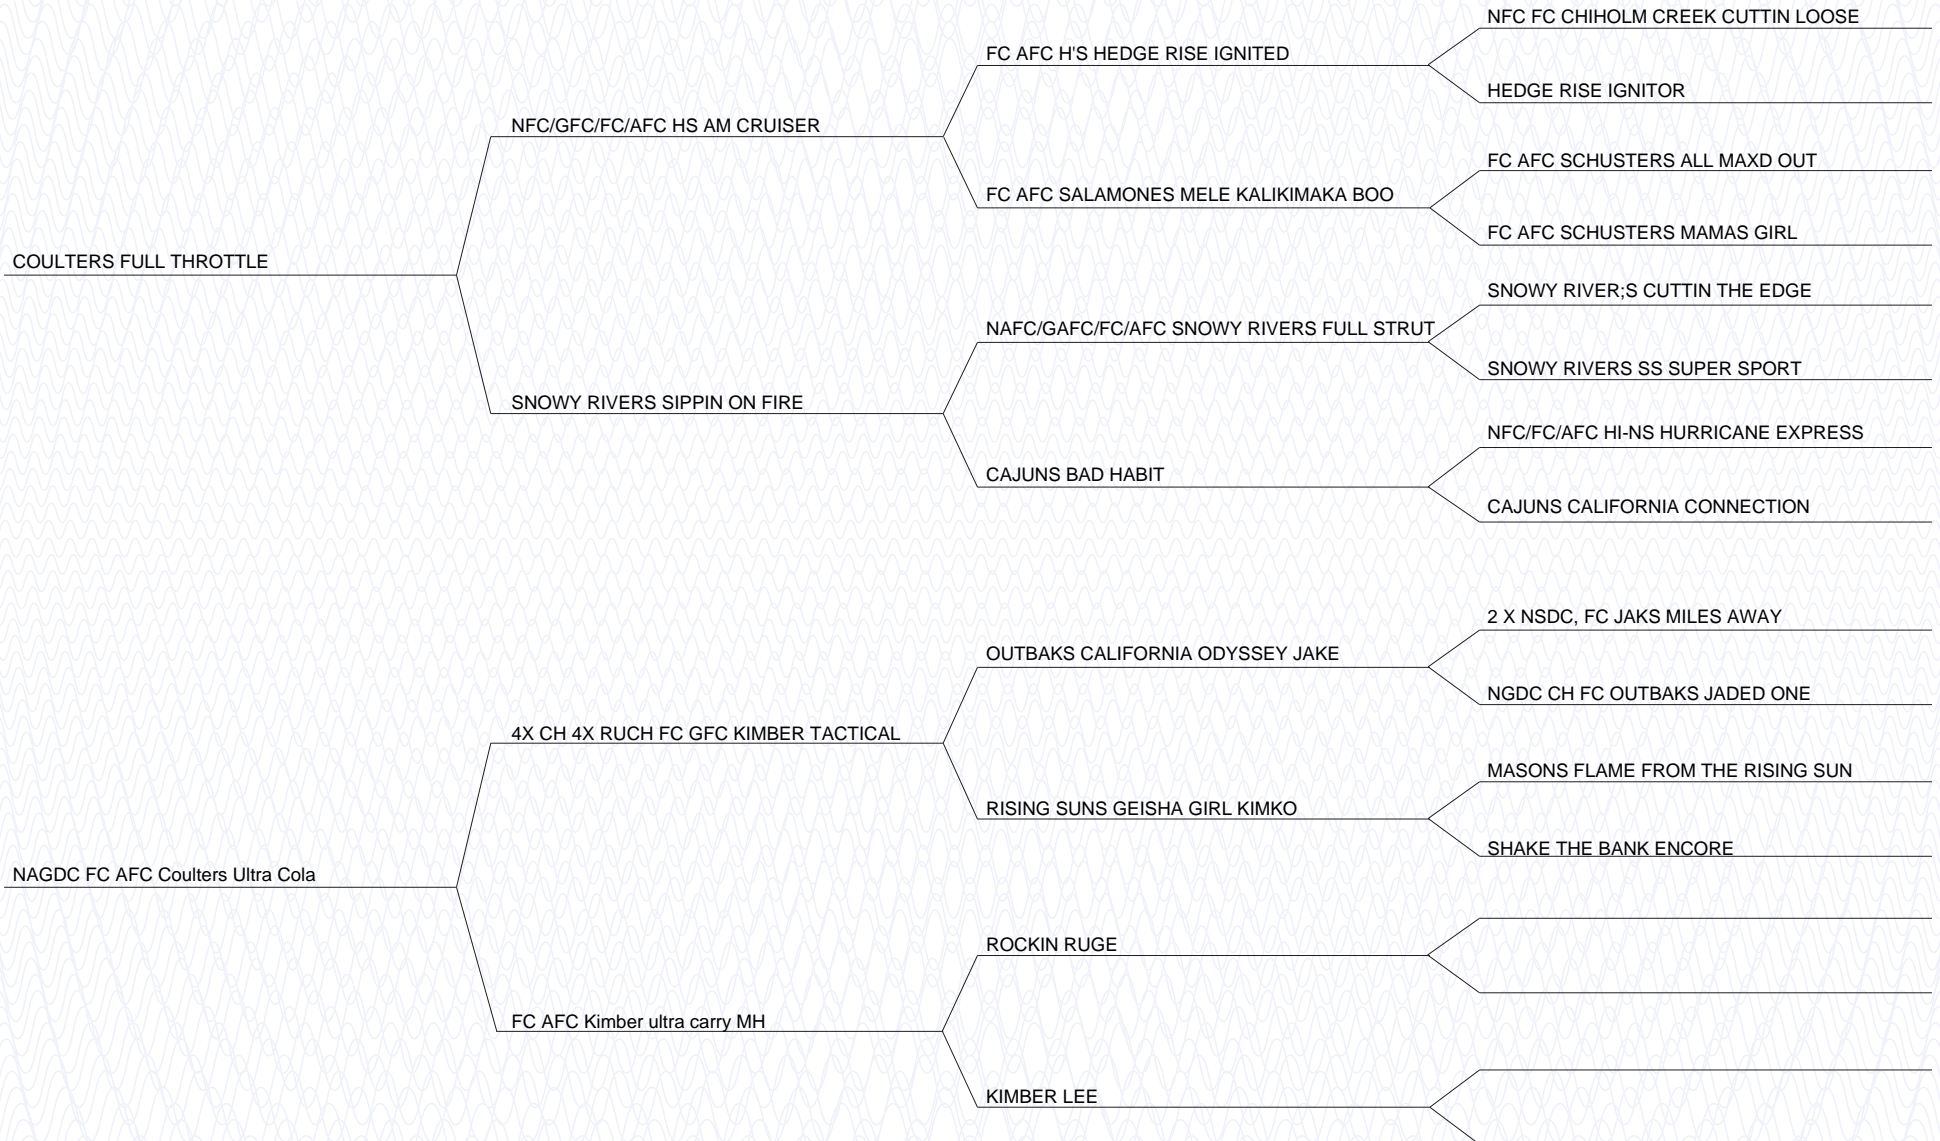 NFC FC CHIHOLM CREEK CUTTIN LOOSE
FC AFC H'S HEDGE RISE IGNITED
HEDGE RISE IGNITOR
NFC/GFC/FC/AFC HS AM CRUISER
FC AFC SCHUSTERS ALL MAXD OUT
FC AFC SALAMONES MELE KALIKIMAKA BOO
FC AFC SCHUSTERS MAMAS GIRL
COULTERS FULL THROTTLE
SNOWY RIVER;S CUTTIN THE EDGE
NAFC/GAFC/FC/AFC SNOWY RIVERS FULL STRUT
SNOWY RIVERS SS SUPER SPORT
SNOWY RIVERS SIPPIN ON FIRE
NFC/FC/AFC HI-NS HURRICANE EXPRESS
CAJUNS BAD HABIT
CAJUNS CALIFORNIA CONNECTION
2 X NSDC, FC JAKS MILES AWAY
OUTBAKS CALIFORNIA ODYSSEY JAKE
NGDC CH FC OUTBAKS JADED ONE
4X CH 4X RUCH FC GFC KIMBER TACTICAL
MASONS FLAME FROM THE RISING SUN
RISING SUNS GEISHA GIRL KIMKO
SHAKE THE BANK ENCORE
NAGDC FC AFC Coulters Ultra Cola
ROCKIN RUGE
FC AFC Kimber ultra carry MH
KIMBER LEE